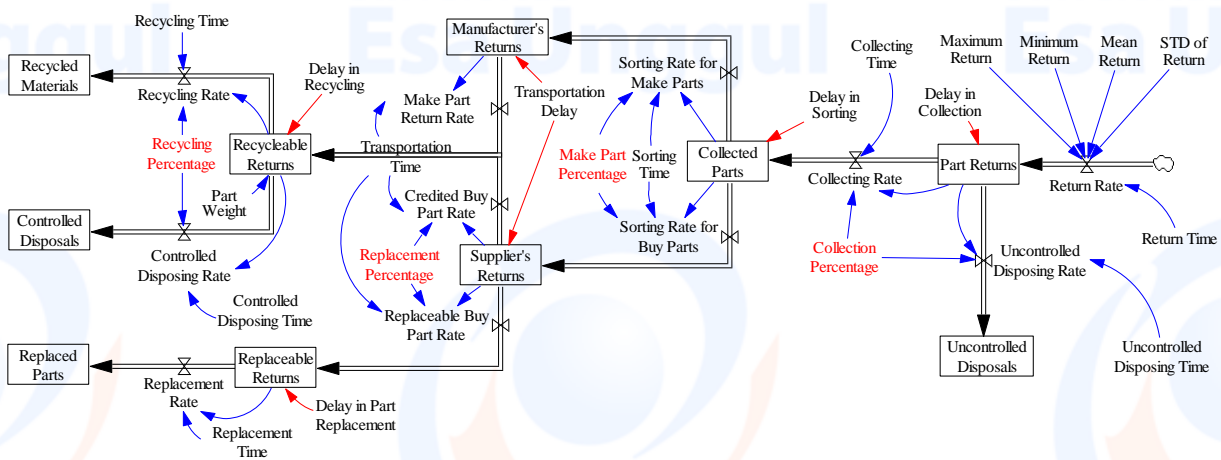 ggul
Esa Unggul
Esa U
Recycling Time
Recycled
Materials
Recycling Rate
Delay in
Recycling
Recycling
Percentage
Recycleable
Returns
Part
Weight
Controlled
Disposals
Controlled
Disposing Rate
Controlled
Disposing Time
Replaced
Parts
Replacement
Rate
Replaceable
Returns
Delay in Part
Replacement
Replacement
Time
Manufacturer's
Returns
Make Part
Return Rate
Transportation
Delay
Transportation
Time
Credited Buy
Part Rate
Replacement
Percentage
Supplier's
Returns
Replaceable Buy
Part Rate
Sorting Rate for
Make Parts
Make Part
Percentage
Sorting
Time
Sorting Rate for
Buy Parts
Delay in
Sorting
Collected
Parts
Collecting
Time
Collecting Rate
Collection
Percentage
Delay in
Collection
Part Returns
Maximum
Return
Minimum
Return
Mean
Return
STD of
Return
Return Rate
Return Time
Uncontrolled
Disposing Rate
Uncontrolled
Disposals
Uncontrolled
Disposing Time